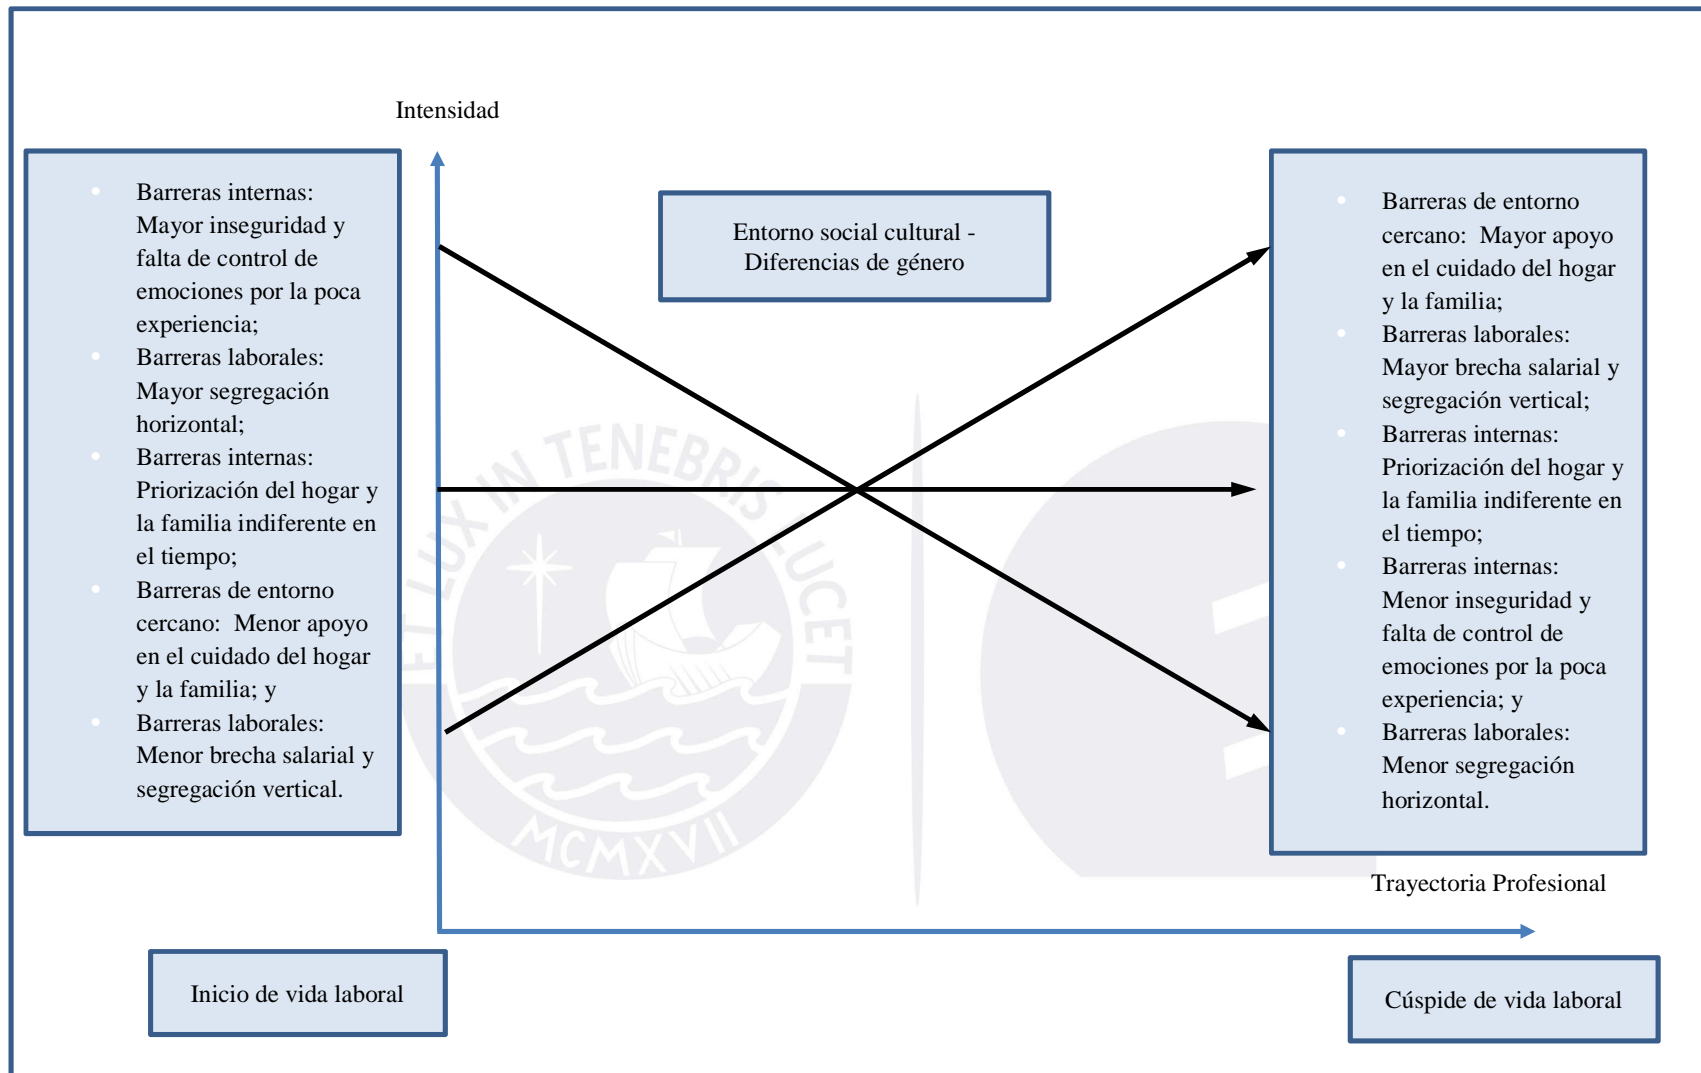 Intensidad
Barreras internas:
Mayor inseguridad y
falta de control de
emociones por la poca
experiencia;
Barreras laborales:
Mayor segregación
horizontal;
Barreras internas:
Priorización del hogar y
la familia indiferente en
el tiempo;
Barreras de entorno
cercano: Menor apoyo
en el cuidado del hogar
y la familia; y
Barreras laborales:
Menor brecha salarial y
segregación vertical.
Entorno social cultural -
Diferencias de género
Barreras de entorno
cercano: Mayor apoyo
en el cuidado del hogar
y la familia;
Barreras laborales:
Mayor brecha salarial y
segregación vertical;
Barreras internas:
Priorización del hogar y
la familia indiferente en
el tiempo;
Barreras internas:
Menor inseguridad y
falta de control de
emociones por la poca
experiencia; y
Barreras laborales:
Menor segregación
horizontal.
ET LUX IN TENEBRIS LUCET
MCMXVII
Trayectoria Profesional
Inicio de vida laboral
Cúspide de vida laboral